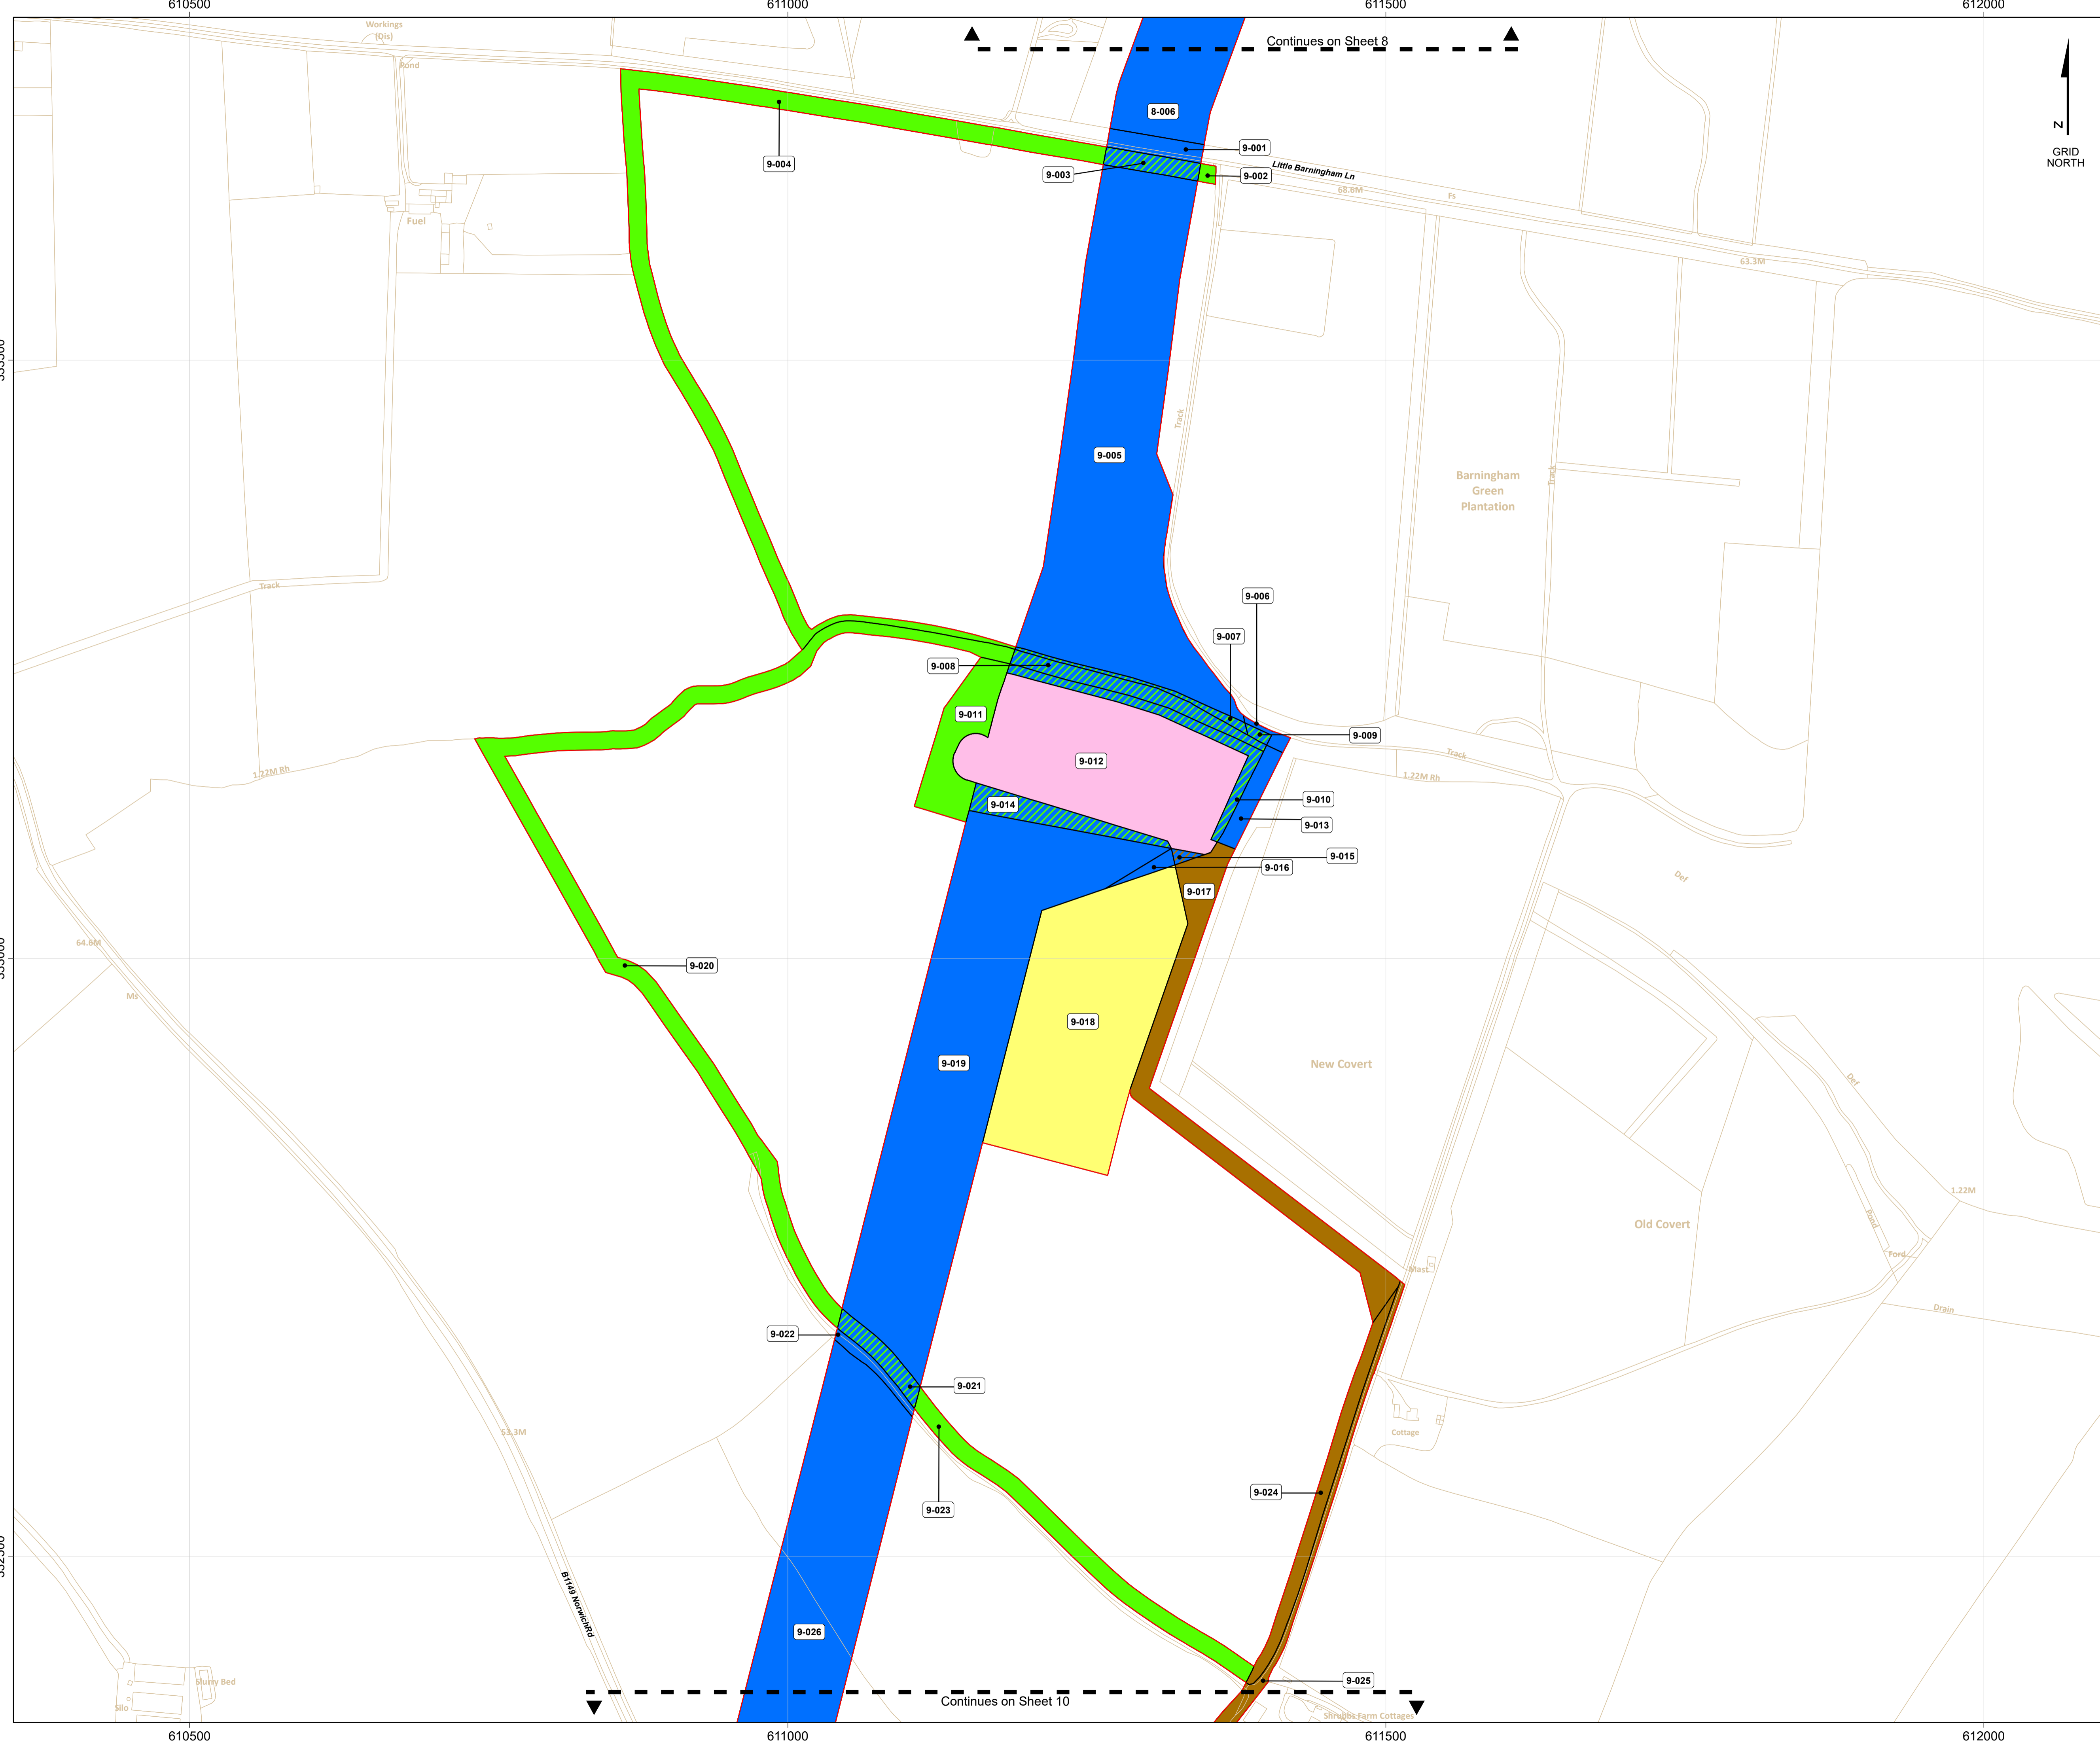 610500
611000
611500
612000
Workings
(Dis)
Pond
Continues on Sheet 8
8-006
N
GRID
NORTH
9-004
9-001
9-003
9-002
Little Barningham Ln
68.6M
Fs
Fuel
63.3M
Track
9-005
Barningham
Green
Plantation
Track
Track
9-006
9-007
9-008
9-011
9-009
Track
1.22M Rh
9-012
1.22M Rh
9-014
9-010
9-013
9-015
9-016
9-017
Def
64.6M
333000
9-020
Ms
9-018
9-019
New Covert
Def
1.22M
Old Covert
Pond
Ford
Mast
Drain
9-022
9-021
53.3M
Cottage
9-024
9-023
332500
B1149 NorwichRd
9-026
Slurry Bed
9-025
Silo
Continues on Sheet 10
Shrubbs Farm Cottages
610500
611000
611500
612000